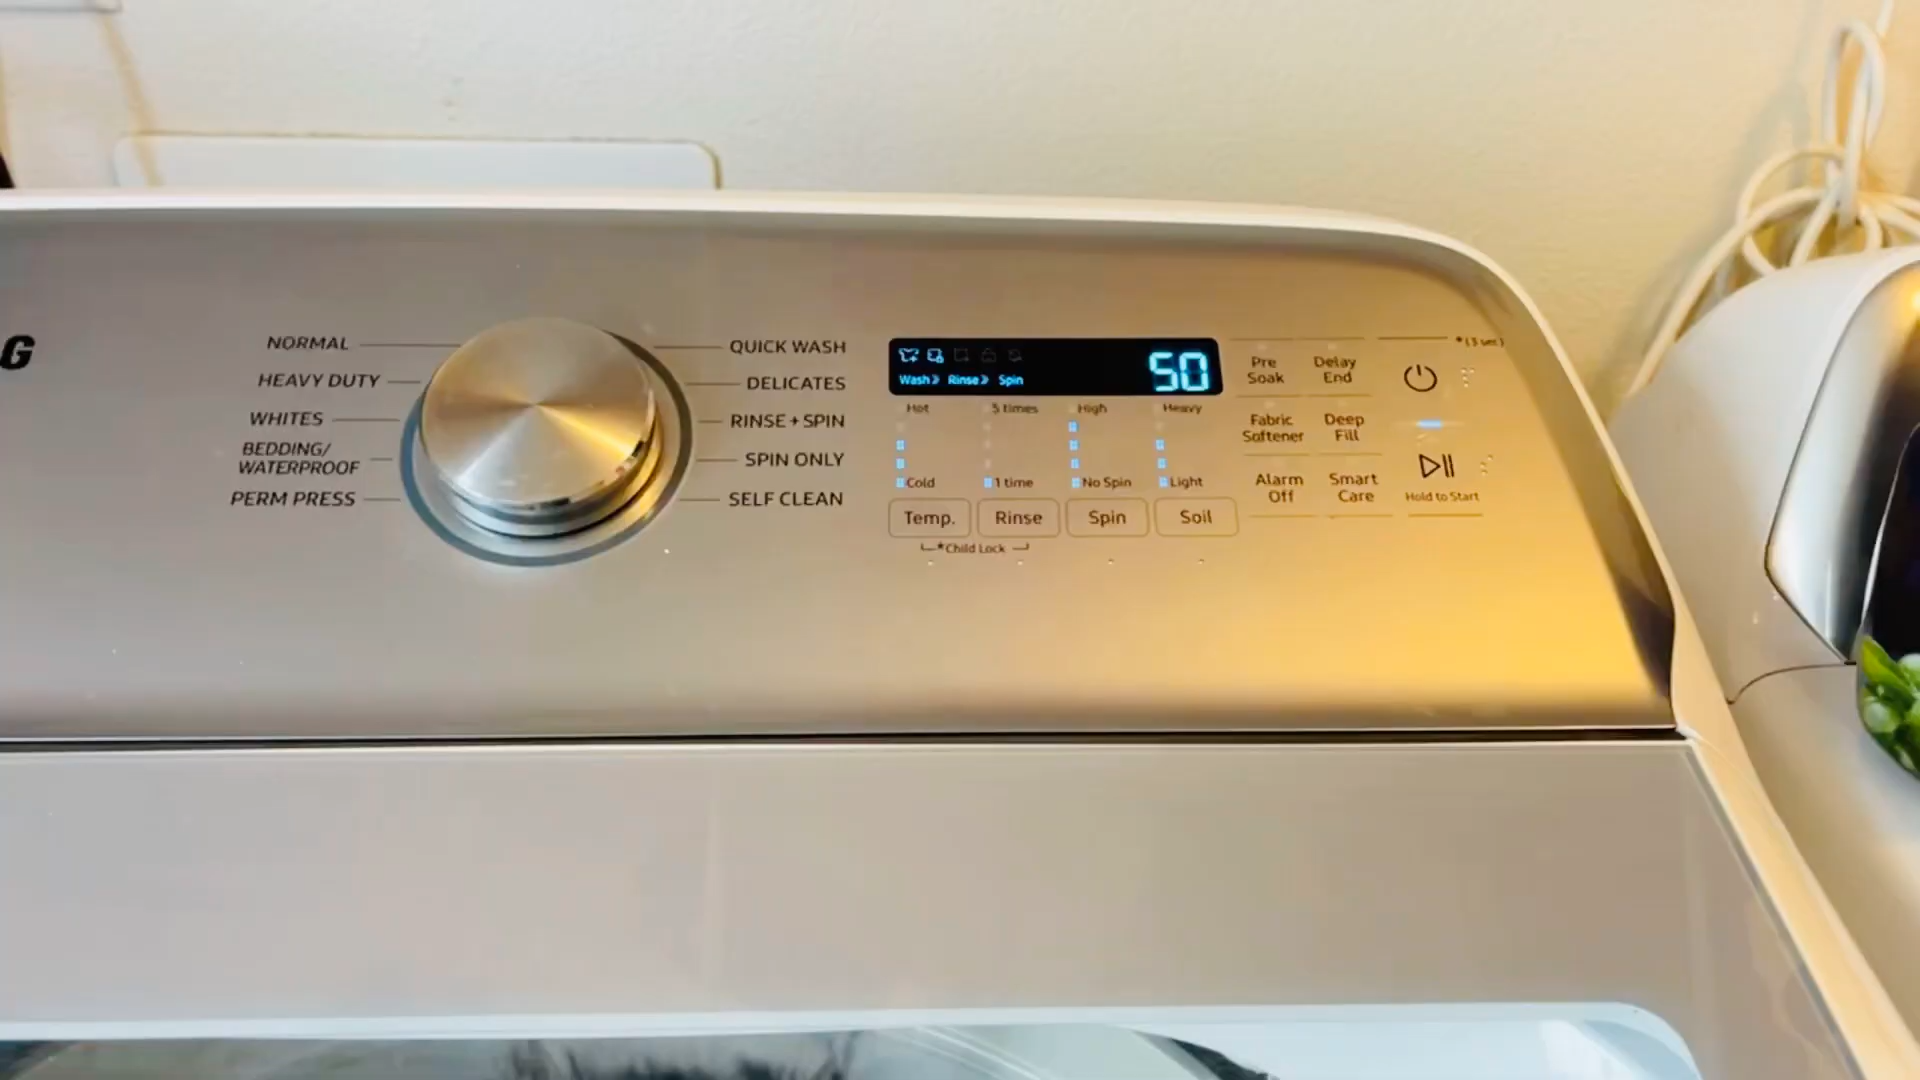 G
NORMAL
HEAVY DUTY
WHITES
BEDDING/
WATERPROOF
PERM PRESS
QUICK WASH
DELICATES
RINSE + SPIN
SPIN ONLY
SELF CLEAN
Wash» Rinse» Spin
50
Hot 5 times High Heavy
Cold 1 time No Spin Light
Temp. Rinse Spin Soil
*Child Lock
Pre
Soak
Delay
End
Fabric
Softener
Deep
Fill
Alarm
Off
Smart
Care
*(3 sec)
Hold to Start